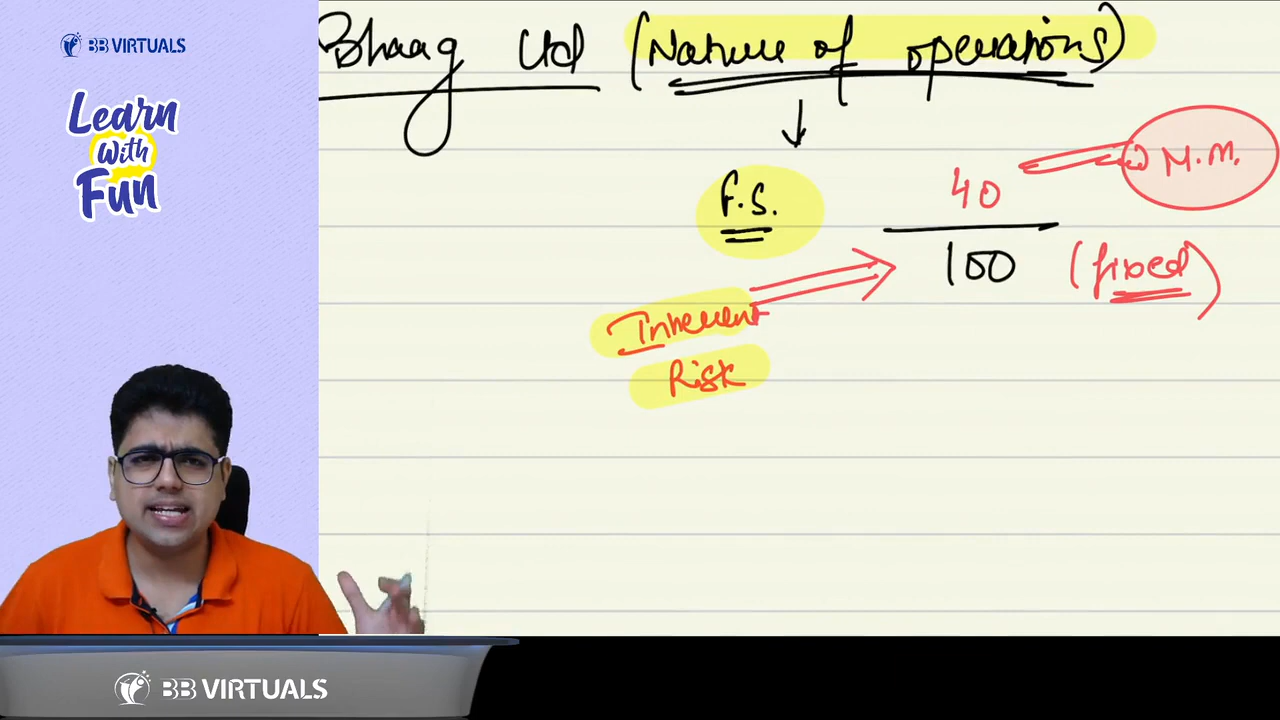 BB VIRTUALS
Learn
with
Fun
Bhaag Ltd (Nature of operations)
F.S.
40
M.M.
100 (fixed)
Inherent
Risk
BB VIRTUALS